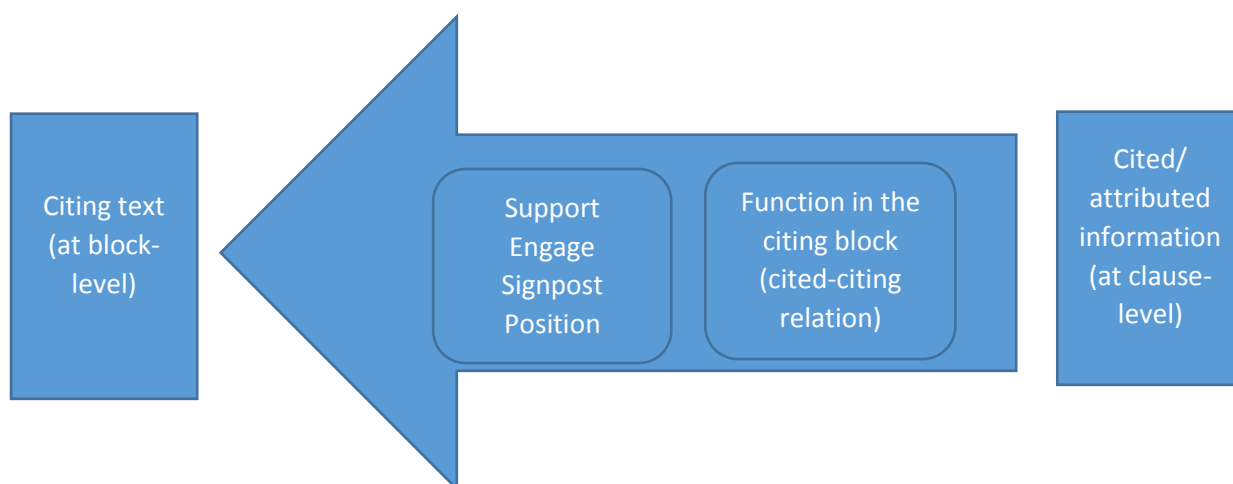 Citing text
(at block-
level)
Support
Engage
Signpost
Position
Function in the
citing block
(cited-citing
relation)
Cited/
attributed
information
(at clause-
level)